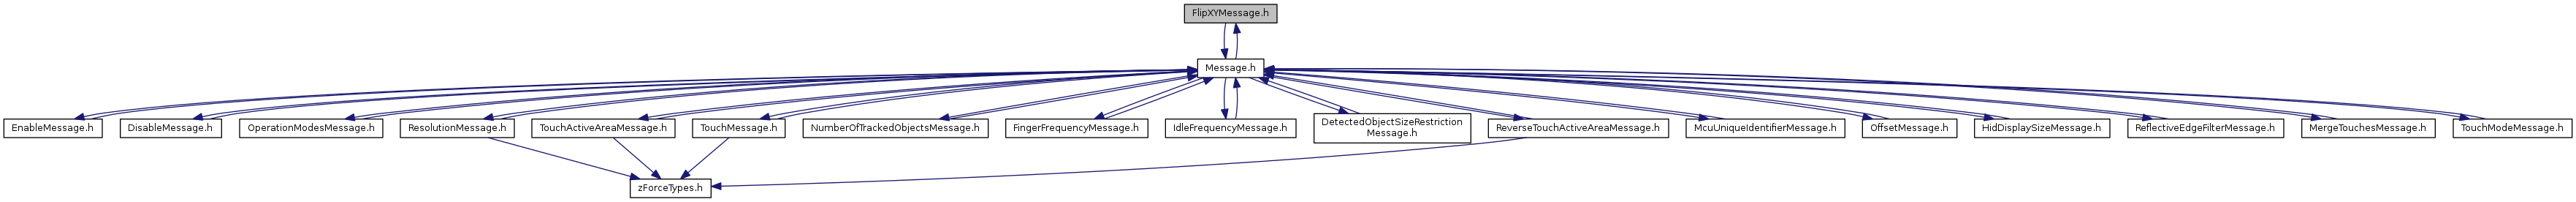 FlipXYMessage.h
Message.h
EnableMessage.h
DisableMessage.h
OperationModesMessage.h
ResolutionMessage.h
TouchActiveAreaMessage.h
TouchMessage.h
NumberOfTrackedObjectsMessage.h
FingerFrequencyMessage.h
IdleFrequencyMessage.h
DetectedObjectSizeRestriction
Message.h
ReverseTouchActiveAreaMessage.h
McuUniqueIdentifierMessage.h
OffsetMessage.h
HidDisplaySizeMessage.h
ReflectiveEdgeFilterMessage.h
MergeTouchesMessage.h
TouchModeMessage.h
zForceTypes.h